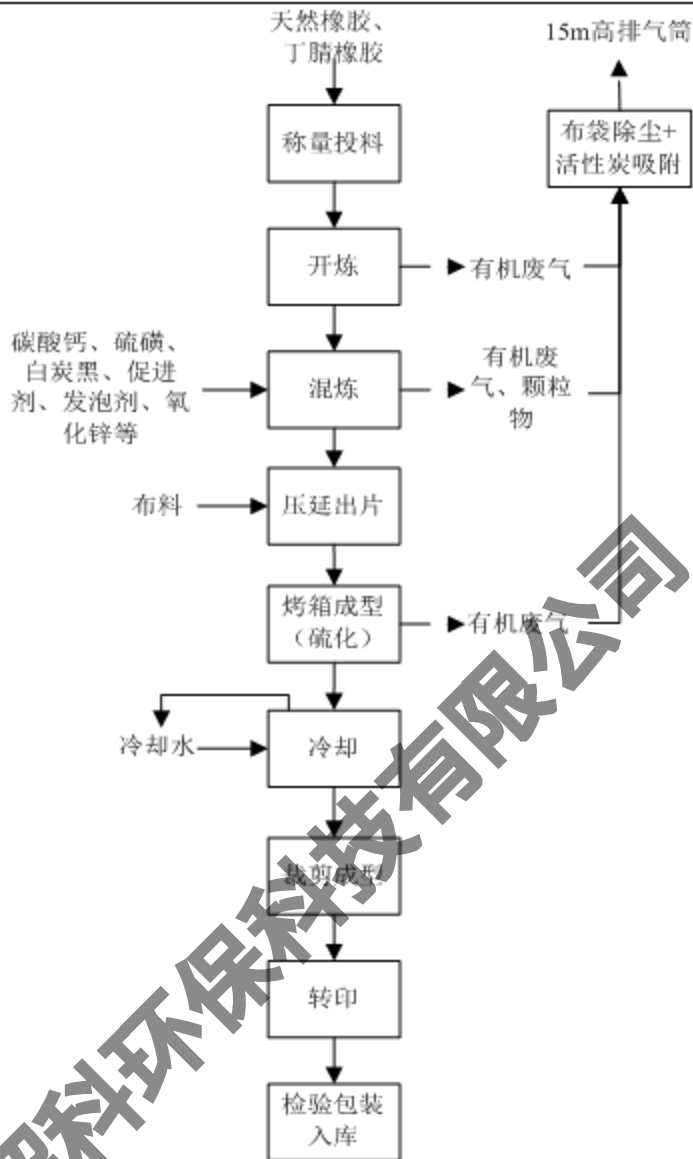 天然橡胶、
丁腈橡胶
15m高排气筒
称量投料
布袋除尘+
活性炭吸附
开炼
有机废气
碳酸钙、硫磺、
白炭黑、促进
剂、发泡剂、氧
化锌等
混炼
有机废
气、颗粒
物
布料
压延出片
烤箱成型
（硫化）
有机废气
冷却水
冷却
裁剪成型
转印
检验包装
入库
科环保科技有限公司